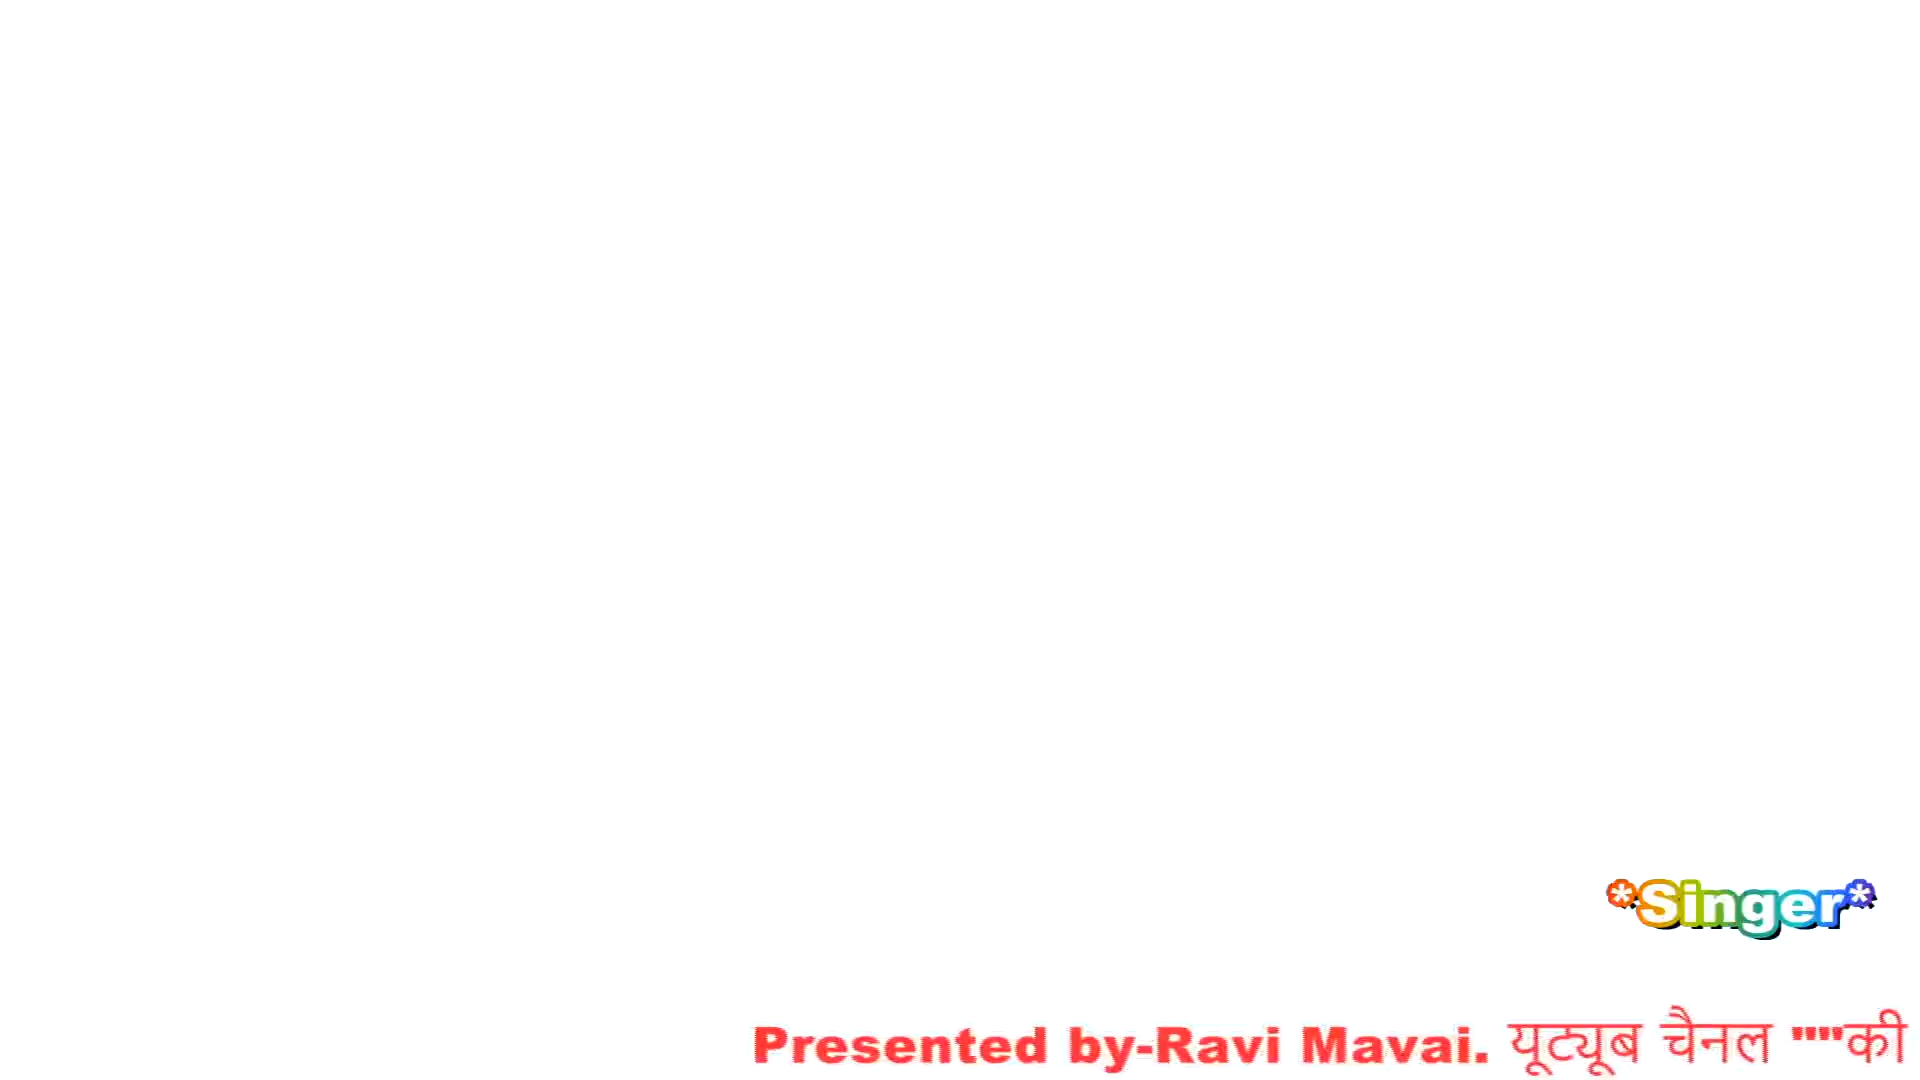 *Singer*
Presented by-Ravi Mavai. यूट्यूब चैनल ""की